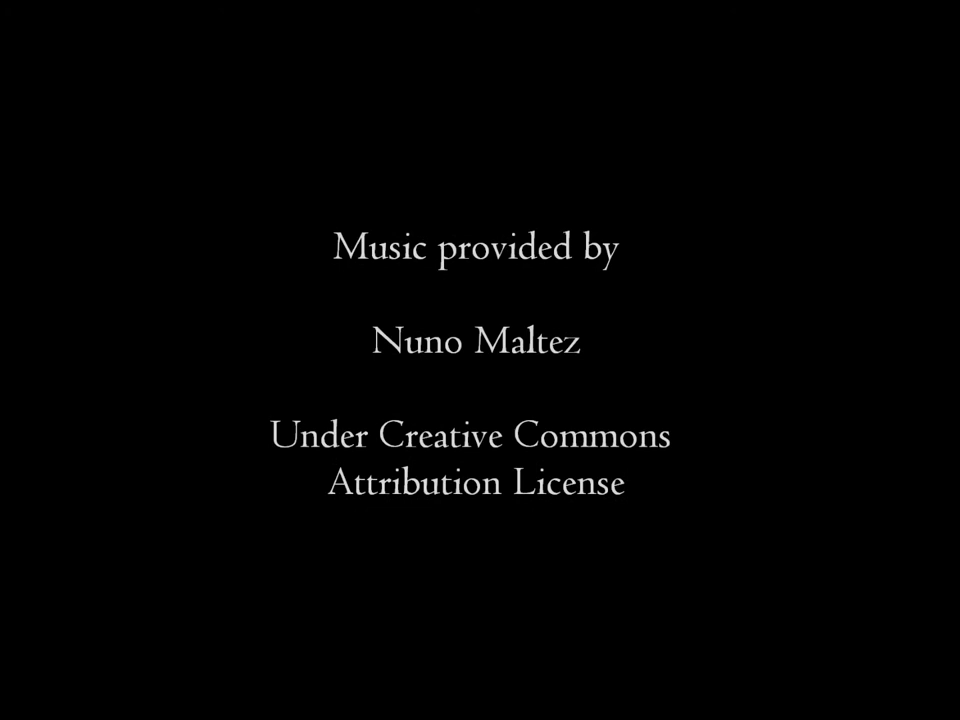 Music provided by
Nuno Maltez
Under Creative Commons
Attribution License